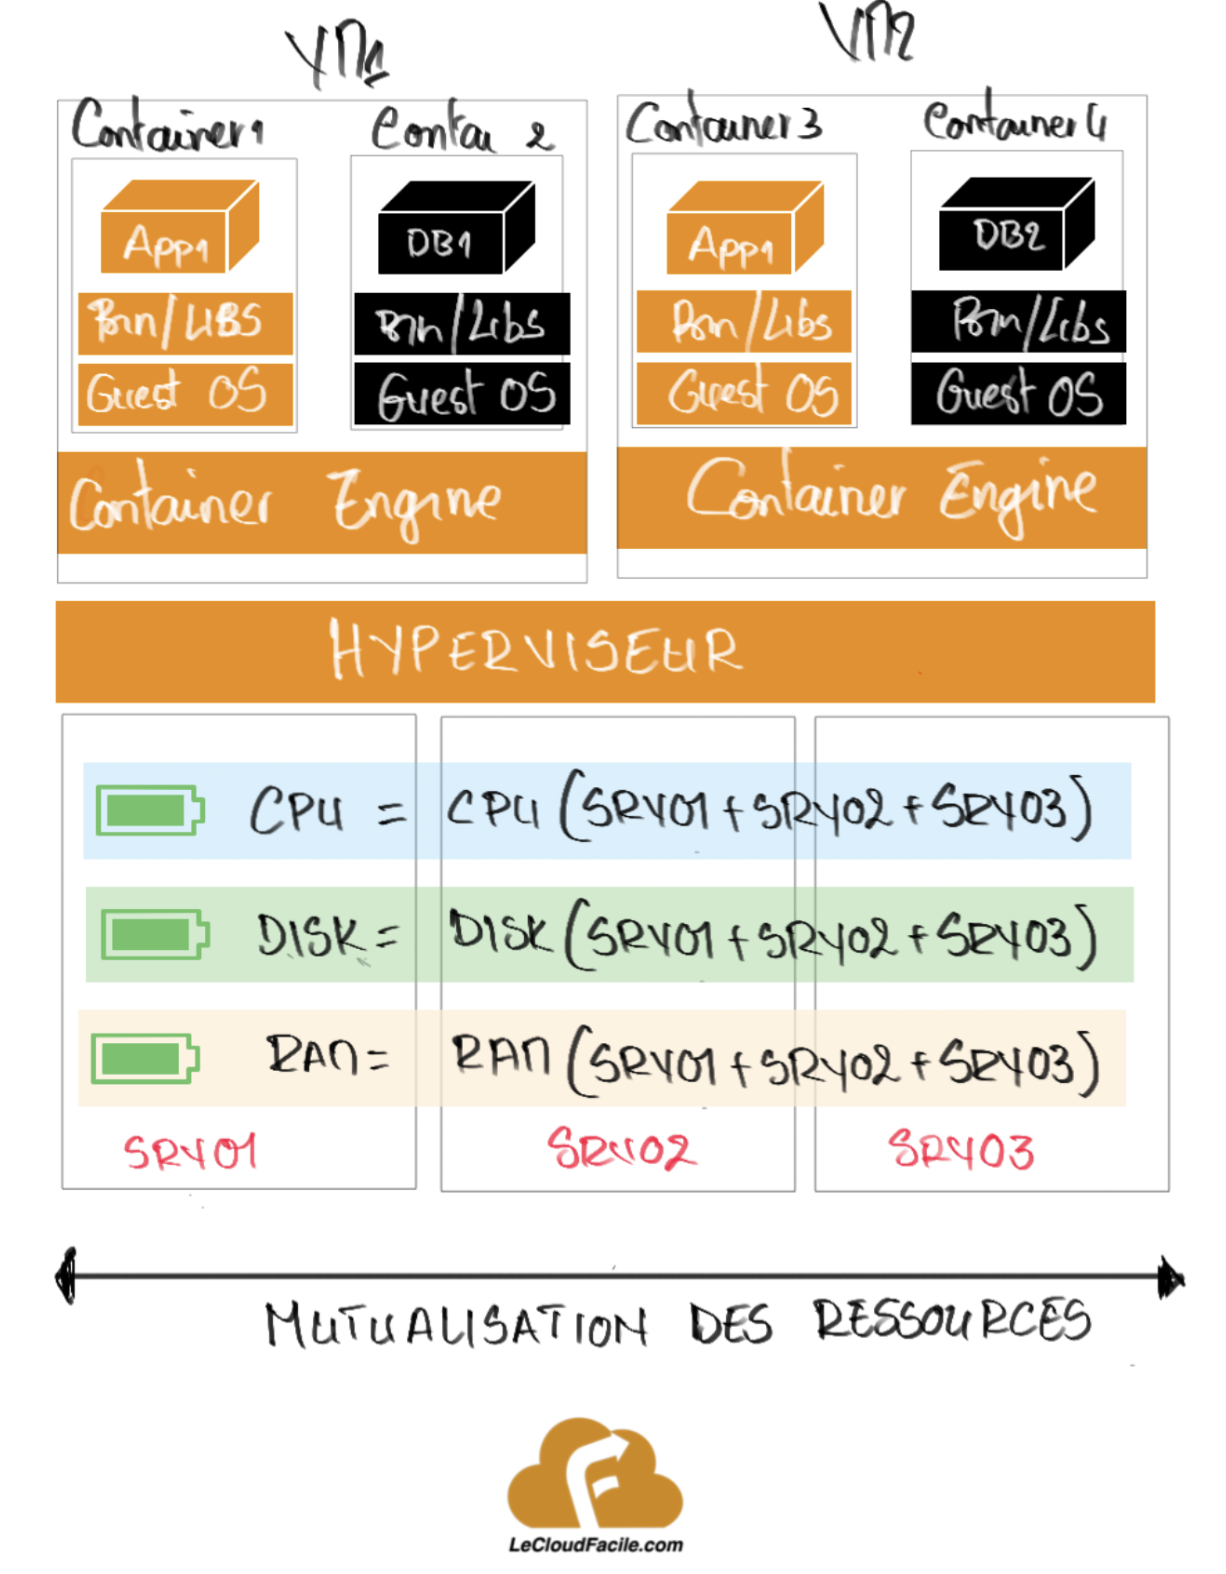 VM1
VM2
Container1
Contai 2
Container3
Container4
App1
DB1
App1
DB2
Bin/LIBS
Bin/Libs
Bin/Libs
Bin/Libs
Guest OS
Guest OS
Guest OS
Guest OS
Container Engine
Container Engine
HYPERVISEUR
CPU = CPU (SRV01 + SRV02 + SRV03)
DISK = DISK (SRV01 + SRV02 + SRV03)
RAM = RAM (SRV01 + SRV02 + SRV03)
SRV01
SRV02
SRV03
MUTUALISATION DES RESSOURCES
LeCloudFacile.com